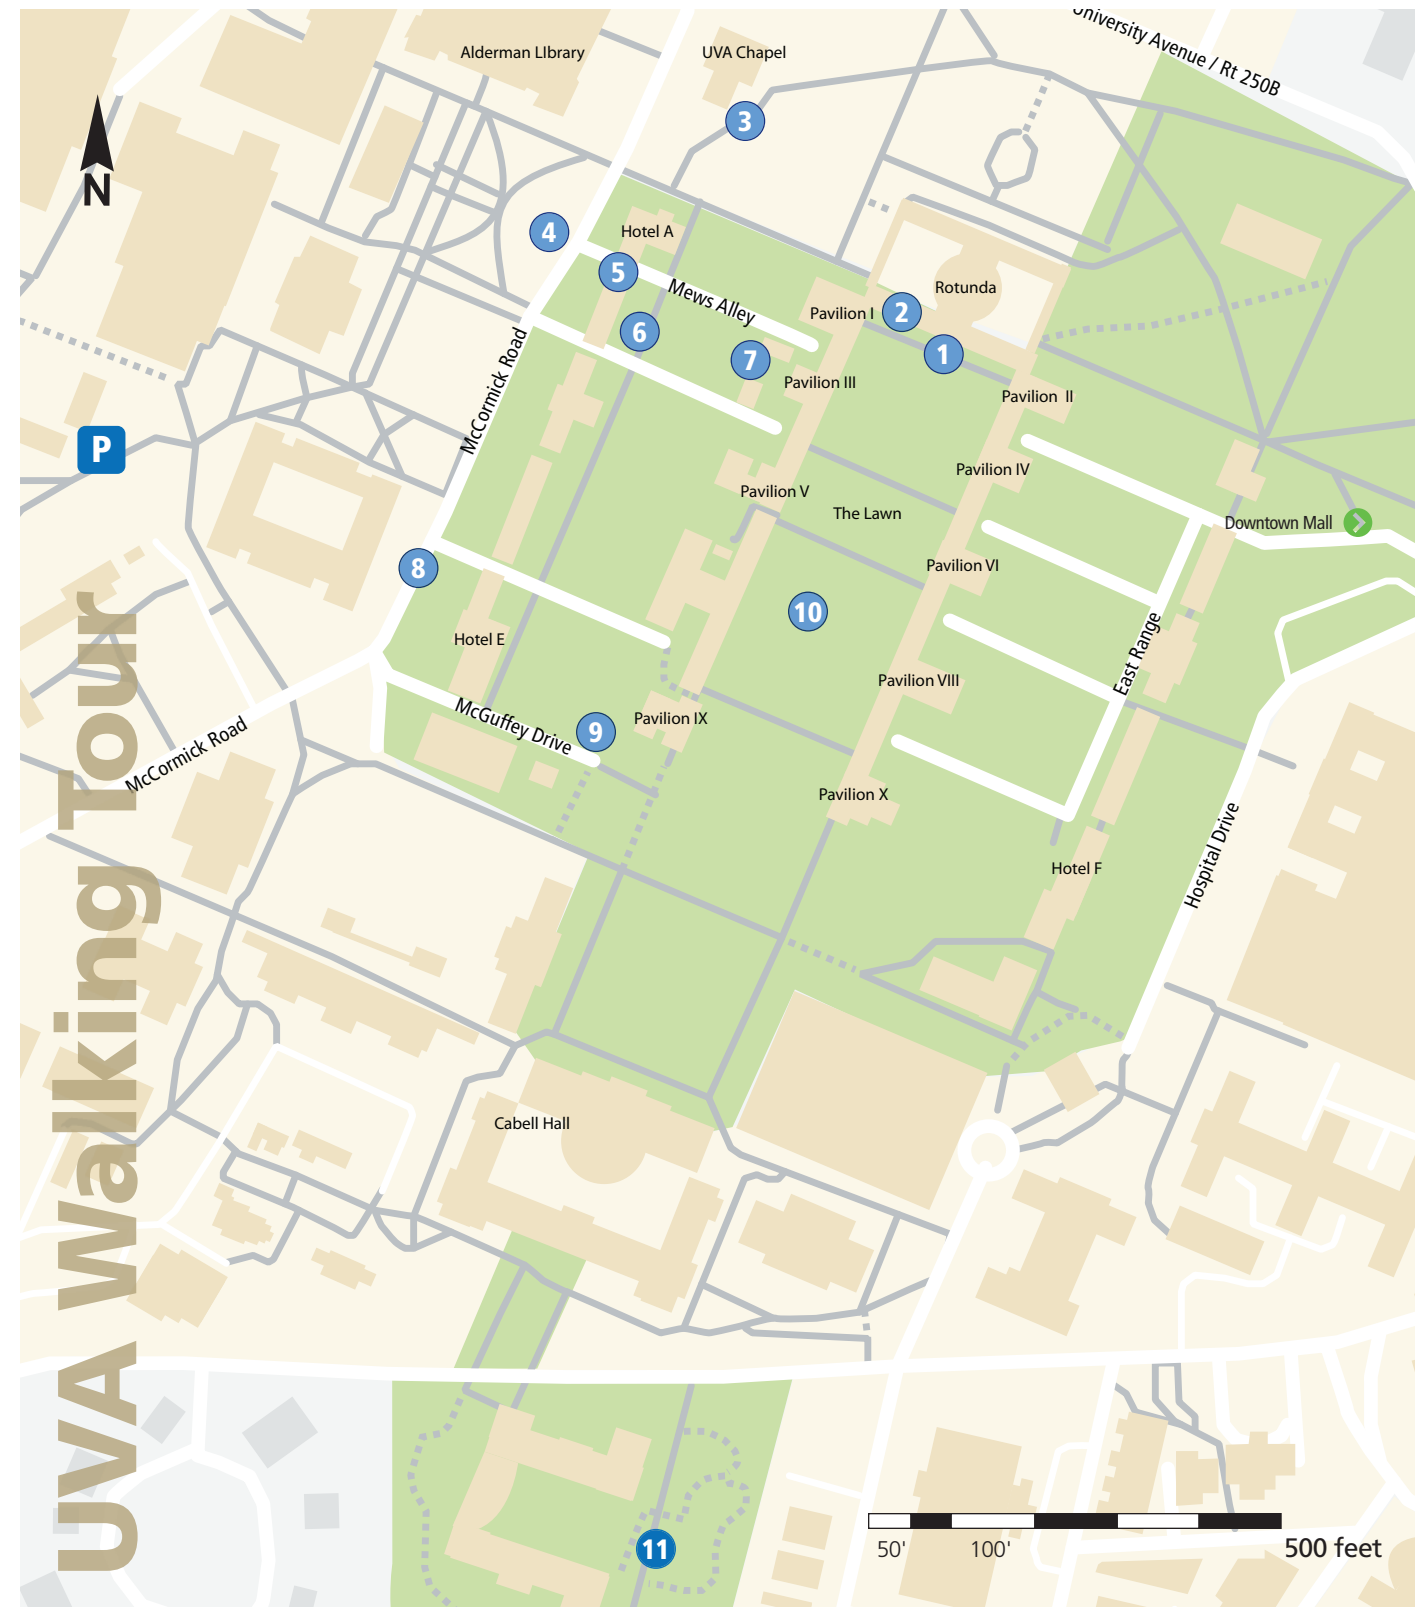 University Avenue / Rt 250B
Alderman LIbrary
UVA Chapel
3
N
4
Hotel A
5
Mews Alley
Rotunda
Pavilion I
2
6
1
7
Pavilion III
Pavilion II
McCormick Road
P
Pavilion IV
Pavilion V
The Lawn
Downtown Mall
8
Pavilion VI
10
Hotel E
East Range
Pavilion VIII
McGuffey Drive
9
Pavilion IX
McCormick Road
Pavilion X
Hotel F
Hospital Drive
UVA Walking Tour
Cabell Hall
11
50' 100' 500 feet